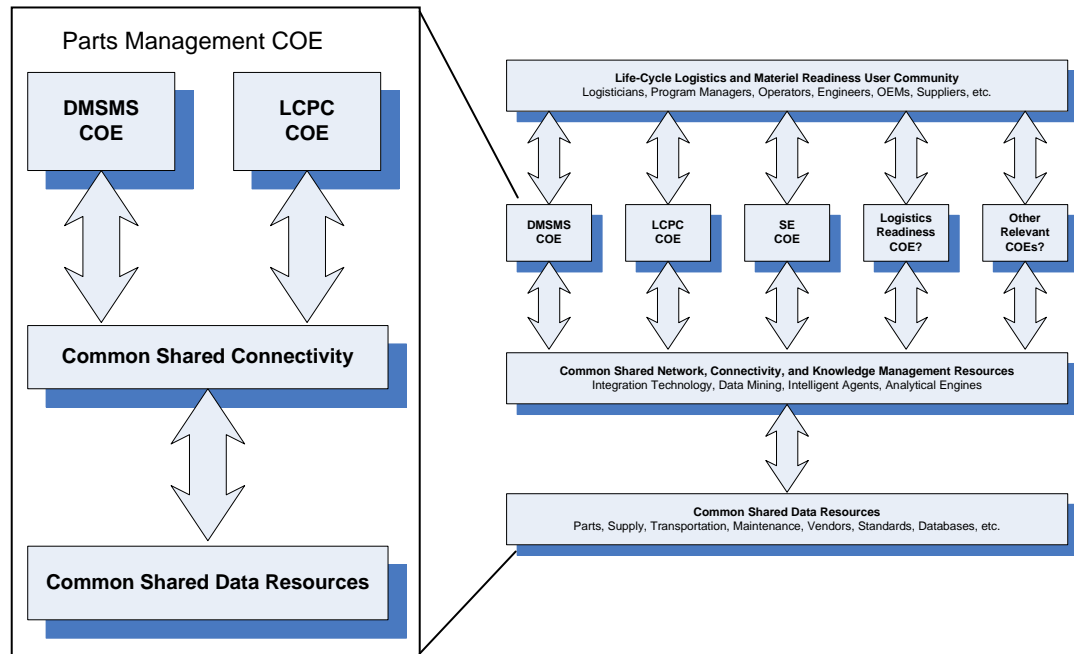 Parts Management COE
DMSMS
COE
LCPC
COE
Common Shared Connectivity
Common Shared Data Resources
Life-Cycle Logistics and Materiel Readiness User Community
Logisticians, Program Managers, Operators, Engineers, OEMs, Suppliers, etc.
DMSMS
COE
LCPC
COE
SE
COE
Logistics
Readiness
COE?
Other
Relevant
COEs?
Common Shared Network, Connectivity, and Knowledge Management Resources
Integration Technology, Data Mining, Intelligent Agents, Analytical Engines
Common Shared Data Resources
Parts, Supply, Transportation, Maintenance, Vendors, Standards, Databases, etc.